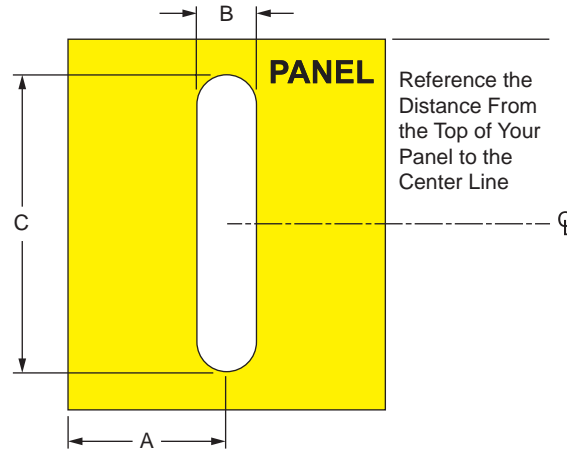 B
PANEL
Reference the
Distance From
the Top of Your
Panel to the
Center Line
C
℄
A